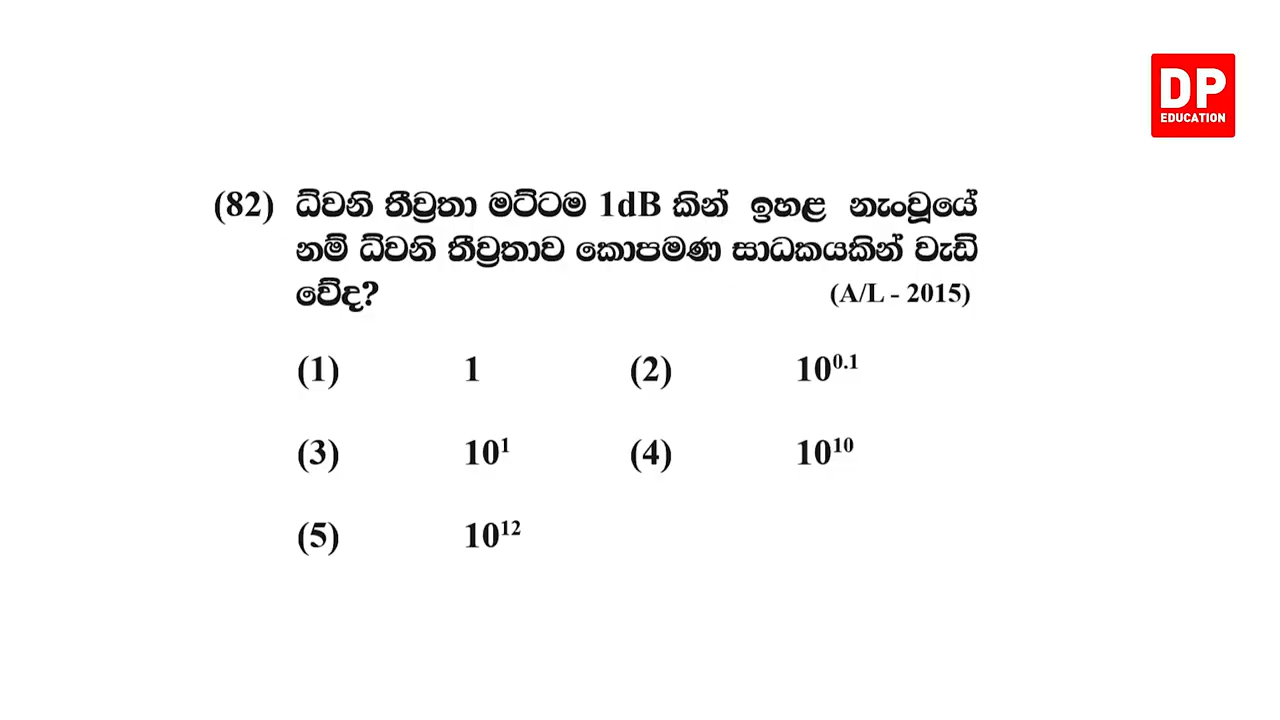 DP
EDUCATION
(82) ධ්වනි තීව්‍රතා මට්ටම 1dB කින් ඉහළ නැංවූයේ
නම් ධ්වනි තීව්‍රතාව කොපමණ සාධකයකින් වැඩි
වේද? (A/L - 2015)
(1) 1 (2) 10^0.1
(3) 10^1 (4) 10^10
(5) 10^12